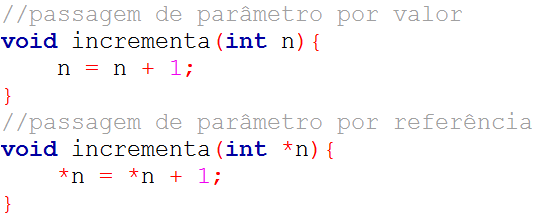 //passagem de parâmetro por valor
void incrementa(int n){
    n = n + 1;
}
//passagem de parâmetro por referência
void incrementa(int *n){
    *n = *n + 1;
}